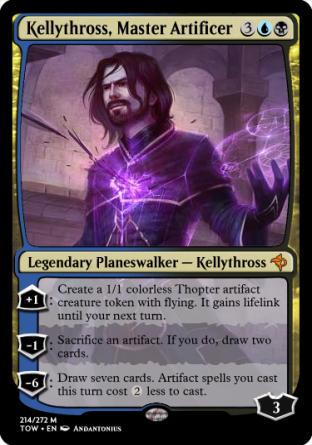 Kellythross, Master Artificer 3
Legendary Planeswalker — Kellythross
+1: Create a 1/1 colorless Thopter artifact
creature token with flying. It gains lifelink
until your next turn.
-1: Sacrifice an artifact. If you do, draw two
cards.
-6: Draw seven cards. Artifact spells you cast
this turn cost 2 less to cast.
3
214/272 M
TOW • EN ANDANTONIUS